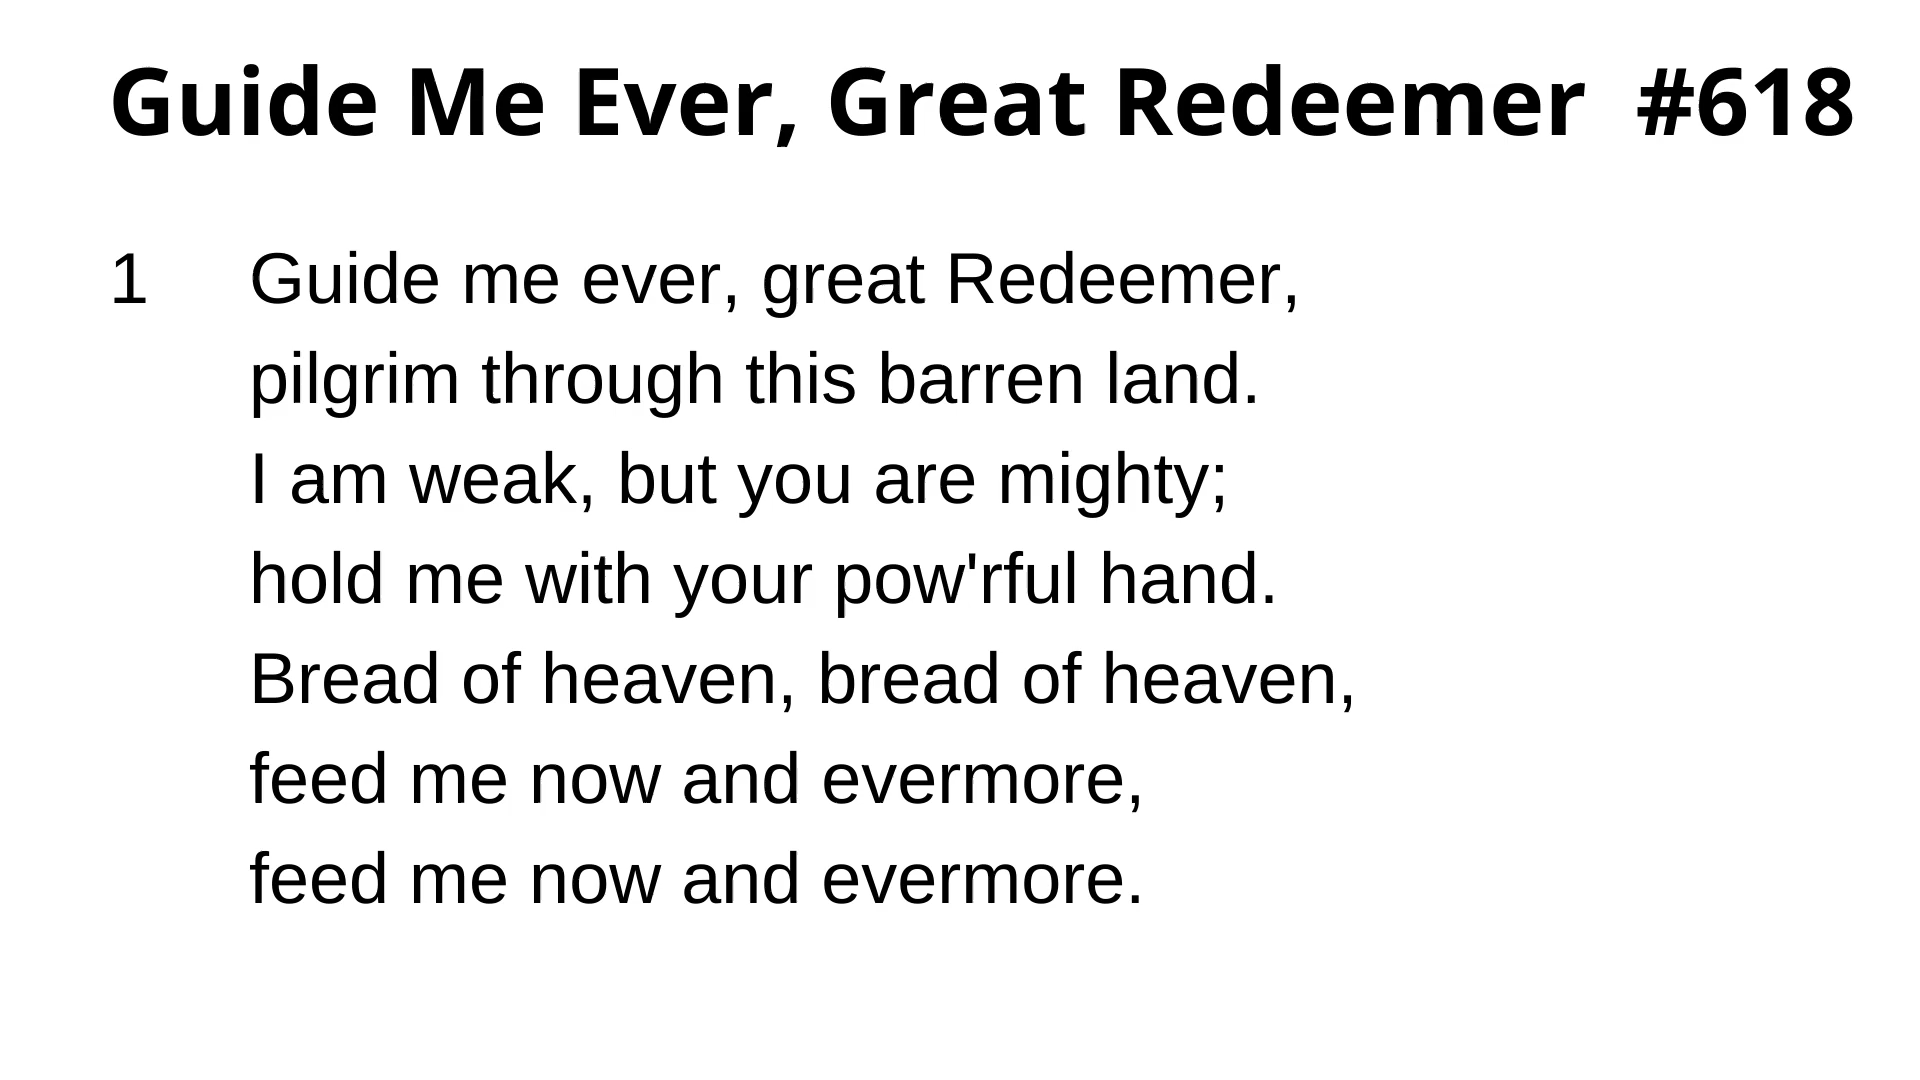 Guide Me Ever, Great Redeemer  #618
1 Guide me ever, great Redeemer,
pilgrim through this barren land.
I am weak, but you are mighty;
hold me with your pow'rful hand.
Bread of heaven, bread of heaven,
feed me now and evermore,
feed me now and evermore.